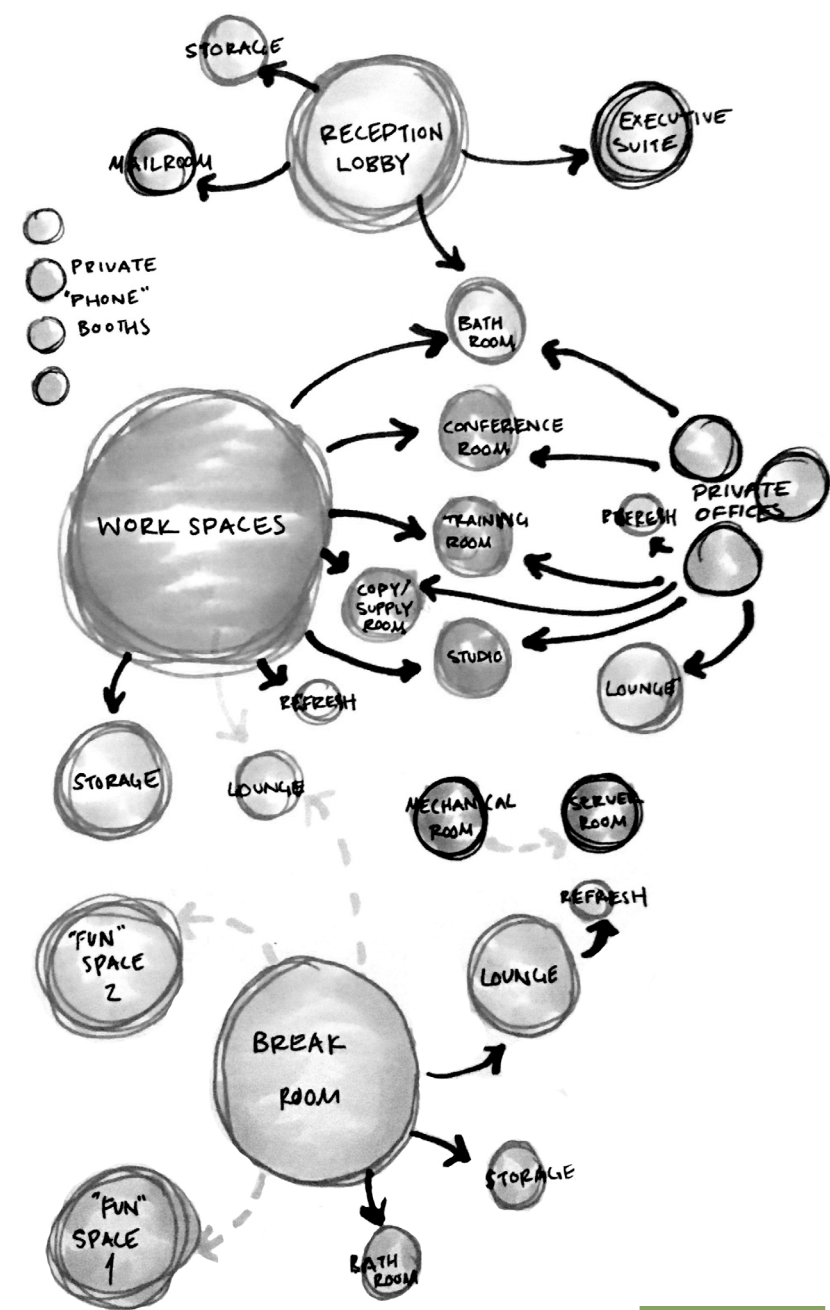 STORAGE
RECEPTION
LOBBY
EXECUTIVE
SUITE
MAILROOM
PRIVATE
"PHONE"
BOOTHS
BATH
ROOM
CONFERENCE
ROOM
PRIVATE
OFFICES
REFRESH
WORK SPACES
TRAINING
ROOM
COPY/
SUPPLY
ROOM
STUDIO
LOUNGE
REFRESH
STORAGE
LOUNGE
MECHANICAL
ROOM
SERVER
ROOM
REFRESH
"FUN"
SPACE
2
LOUNGE
BREAK
ROOM
STORAGE
"FUN"
SPACE
1
BATH
ROOM